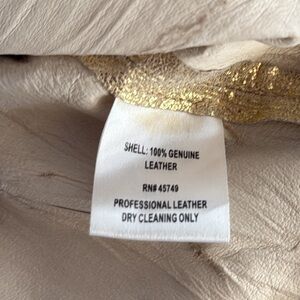 SHELL: 100% GENUINE
LEATHER
RN# 45749
PROFESSIONAL LEATHER
DRY CLEANING ONLY